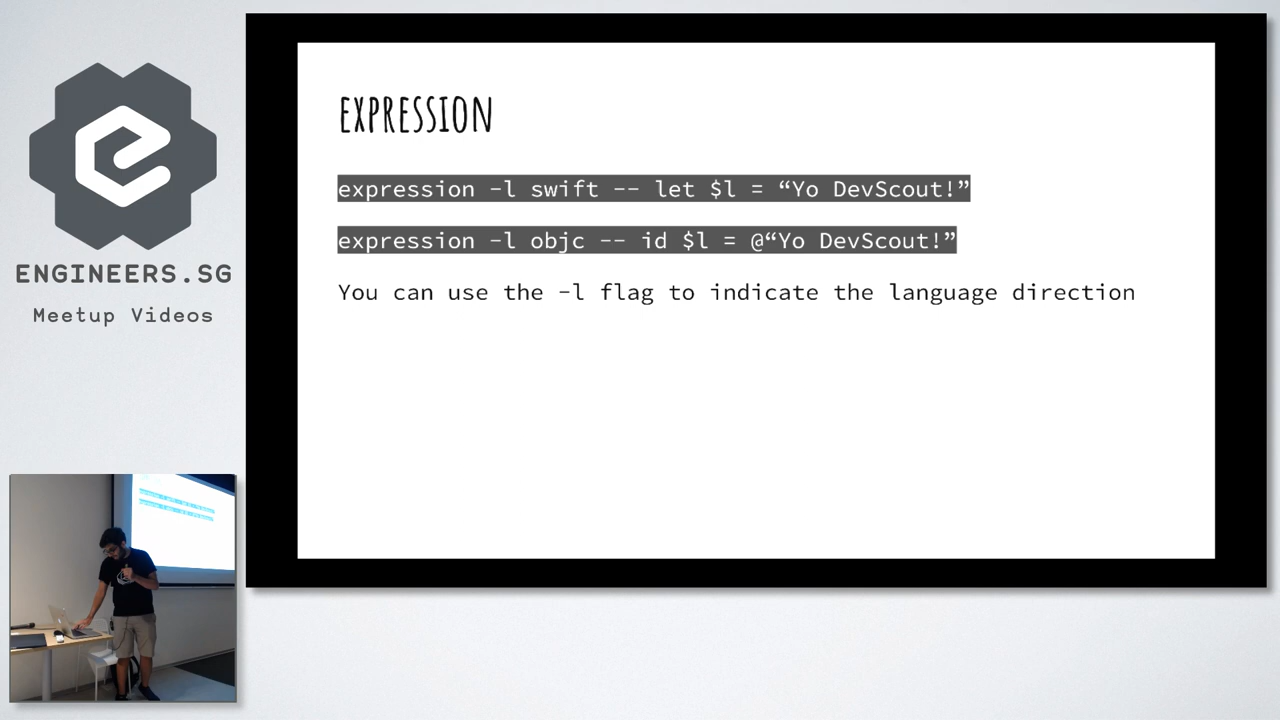 ENGINEERS.SG
Meetup Videos
EXPRESSION
expression -l swift -- let $l = “Yo DevScout!”
expression -l objc -- id $l = @“Yo DevScout!”
You can use the -l flag to indicate the language direction